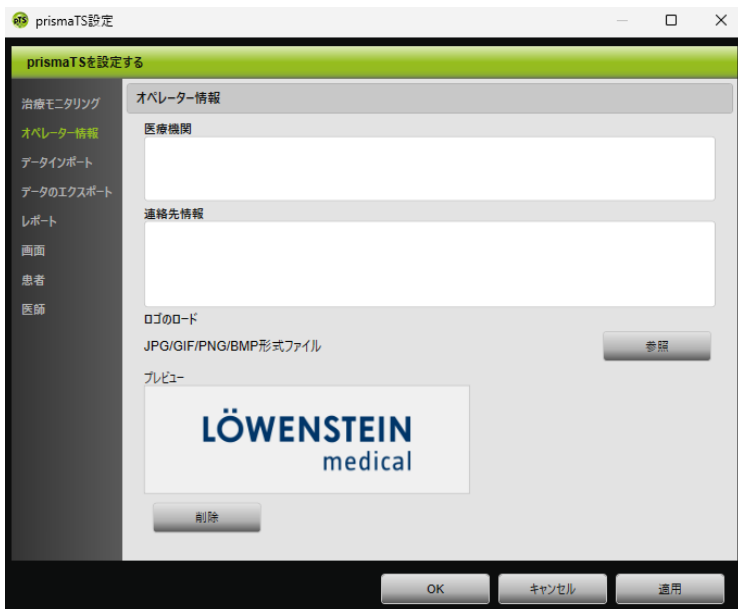 prismaTS設定
prismaTSを設定する
治療モニタリング
オペレーター情報
データインポート
データのエクスポート
レポート
画面
患者
医師
オペレーター情報
医療機関
連絡先情報
ロゴのロード
JPG/GIF/PNG/BMP形式ファイル
参照
プレビュー
LÖWENSTEIN
medical
削除
OK
キャンセル
適用